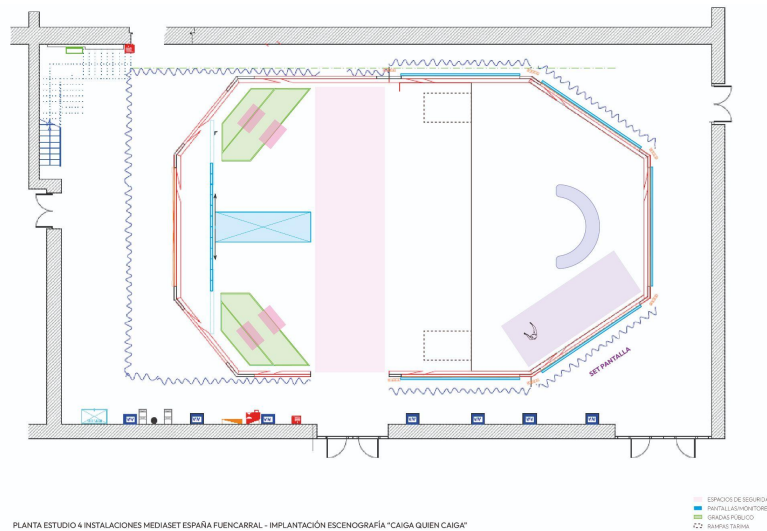 SET PANTALLA
ESPACIOS DE SEGURIDA
PANTALLAS/MONITORE
GRADAS PÚBLICO
RAMPAS TARIMA
PLANTA ESTUDIO 4 INSTALACIONES MEDIASET ESPAÑA FUENCARRAL - IMPLANTACIÓN ESCENOGRAFÍA "CAIGA QUIEN CAIGA"